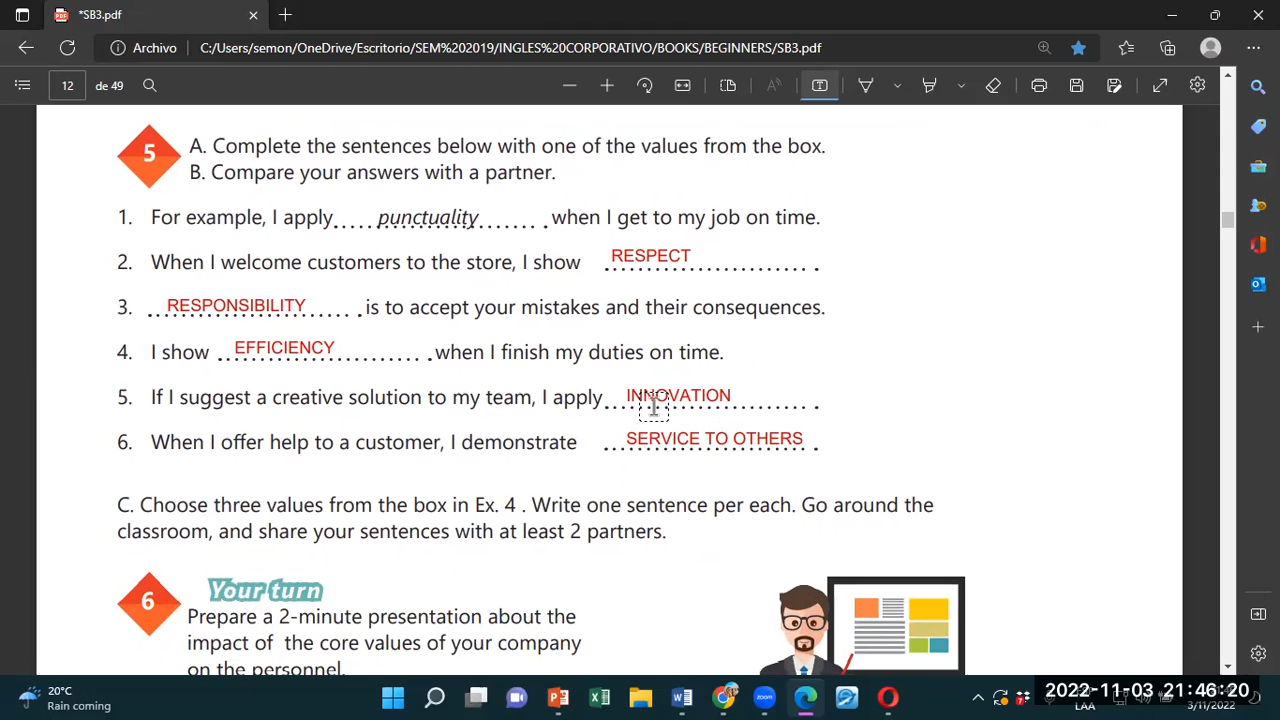 *SB3.pdf
Archivo
C:/Users/semon/OneDrive/Escritorio/SEM%202019/INGLES%20CORPORATIVO/BOOKS/BEGINNERS/SB3.pdf
12 de 49
5
A. Complete the sentences below with one of the values from the box.
B. Compare your answers with a partner.
1. For example, I apply.....punctuality........ when I get to my job on time.
2. When I welcome customers to the store, I show RESPECT
3. RESPONSIBILITY is to accept your mistakes and their consequences.
4. I show EFFICIENCY when I finish my duties on time.
5. If I suggest a creative solution to my team, I apply INNOVATION
6. When I offer help to a customer, I demonstrate SERVICE TO OTHERS
C. Choose three values from the box in Ex. 4 . Write one sentence per each. Go around the
classroom, and share your sentences with at least 2 partners.
6
Your turn
Prepare a 2-minute presentation about the
impact of the core values of your company
on the personnel.
20°C
Rain coming
2022-11-03 21:46:20
LAA
3/11/2022